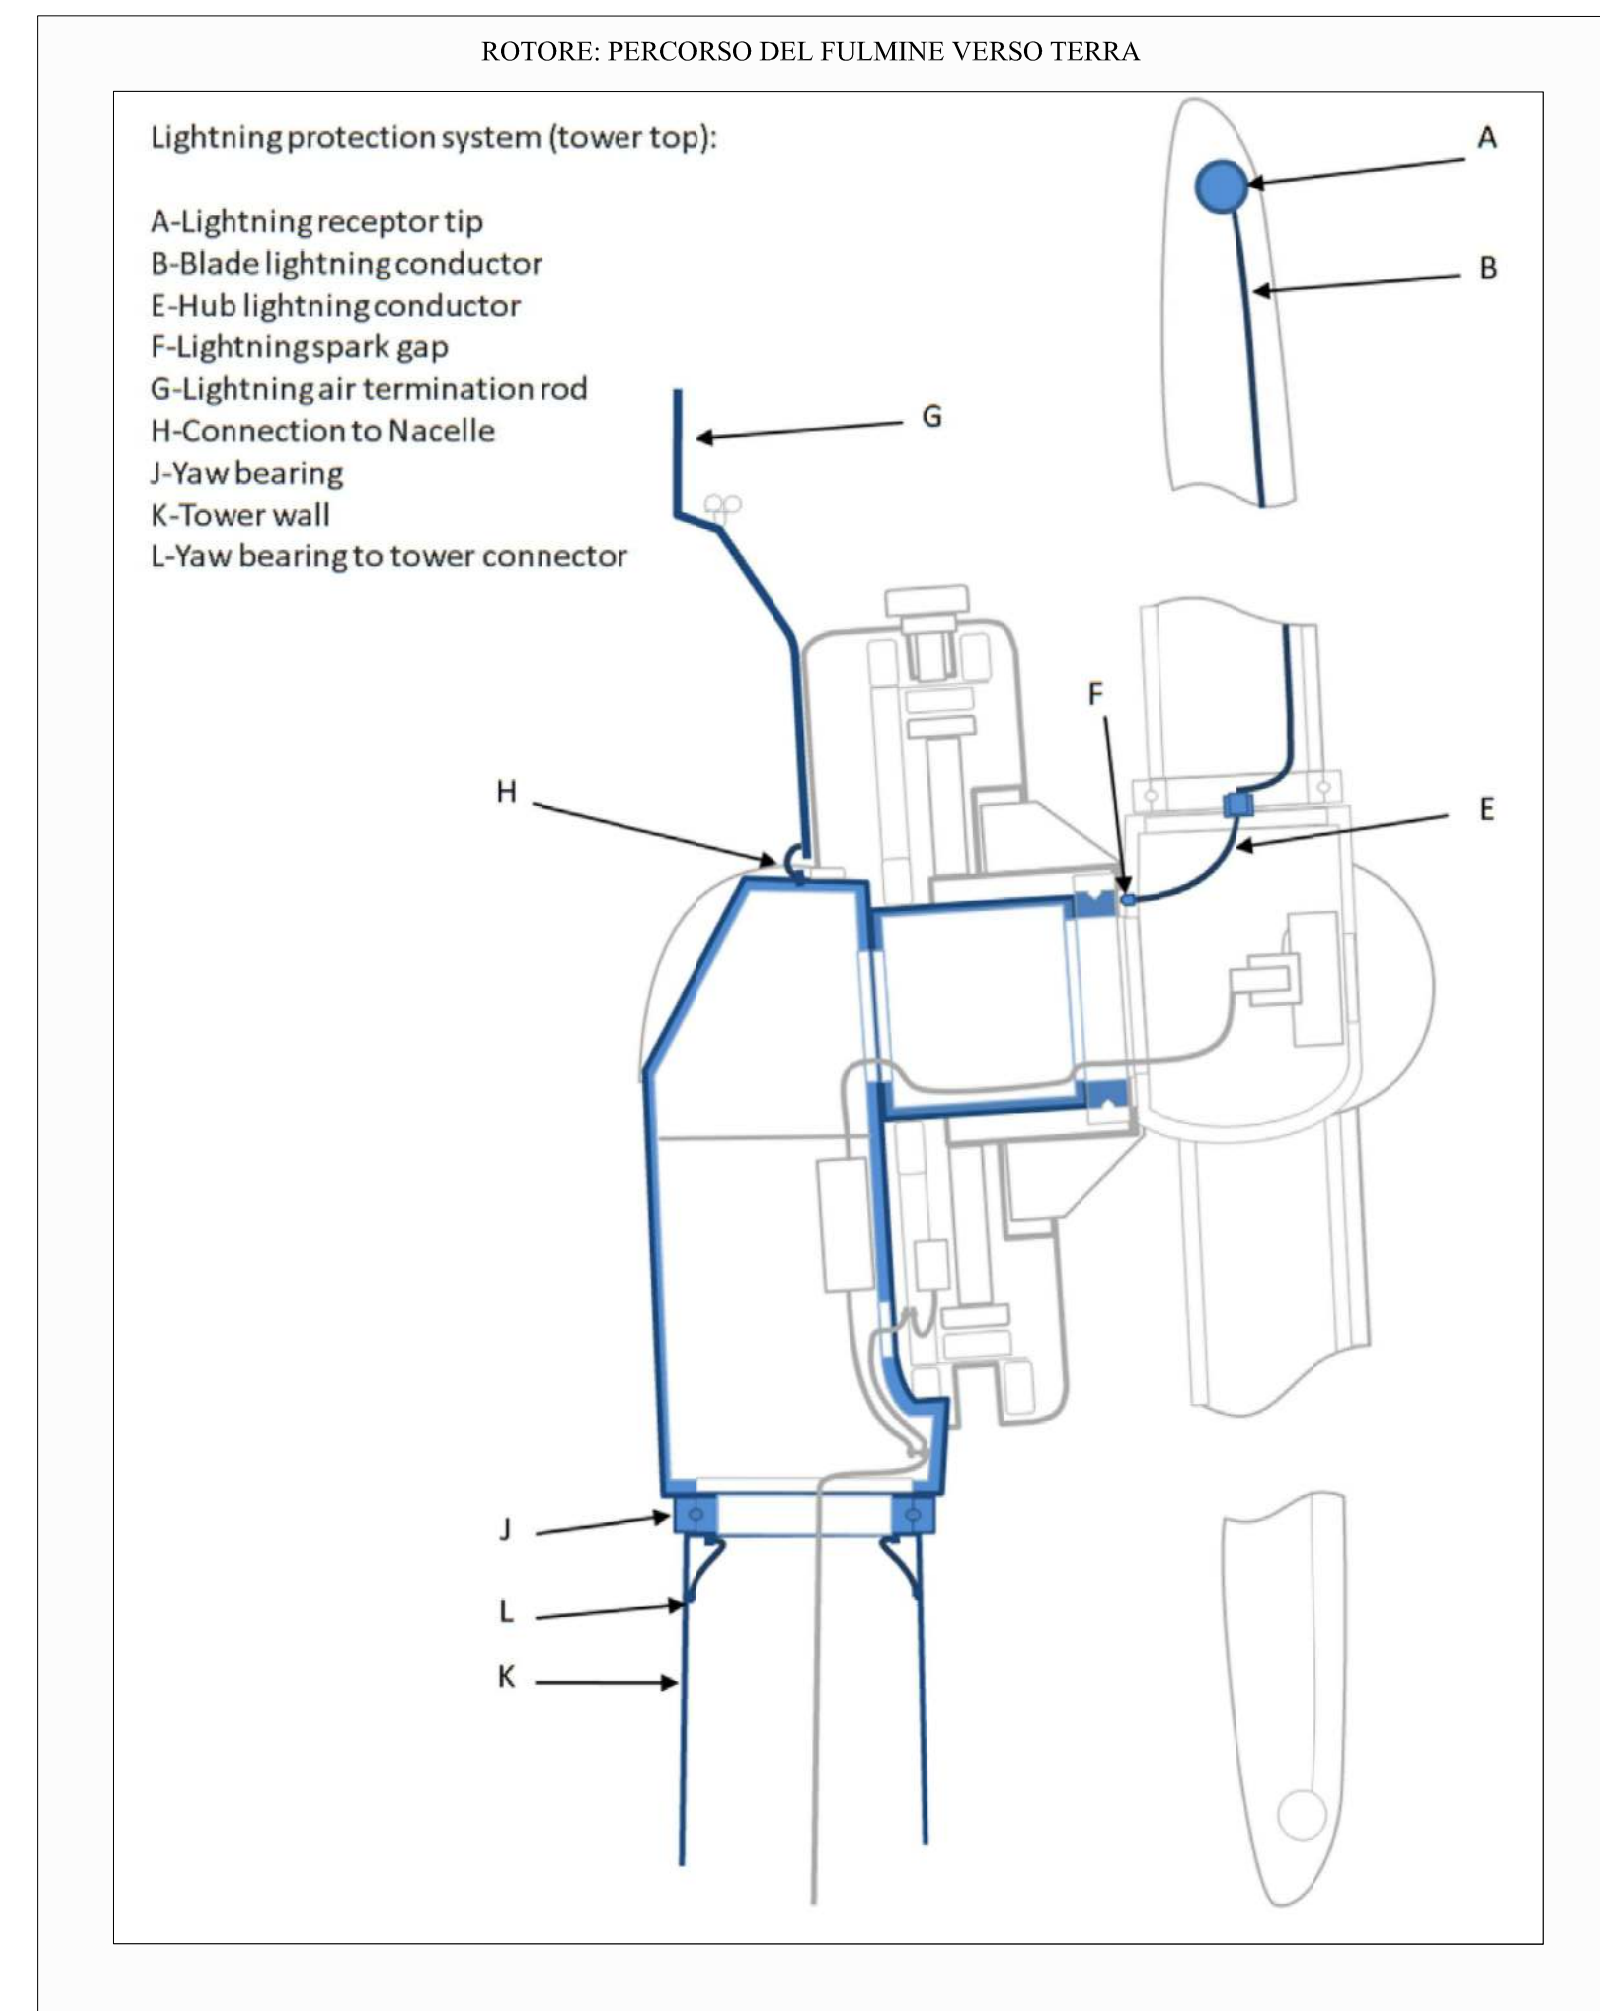 ROTORE: PERCORSO DEL FULMINE VERSO TERRA
Lightning protection system (tower top):
A-Lightning receptor tip
B-Blade lightning conductor
E-Hub lightning conductor
F-Lightning spark gap
G-Lightning air termination rod
H-Connection to Nacelle
J-Yaw bearing
K-Tower wall
L-Yaw bearing to tower connector
A
B
G
F
H
E
J
L
K